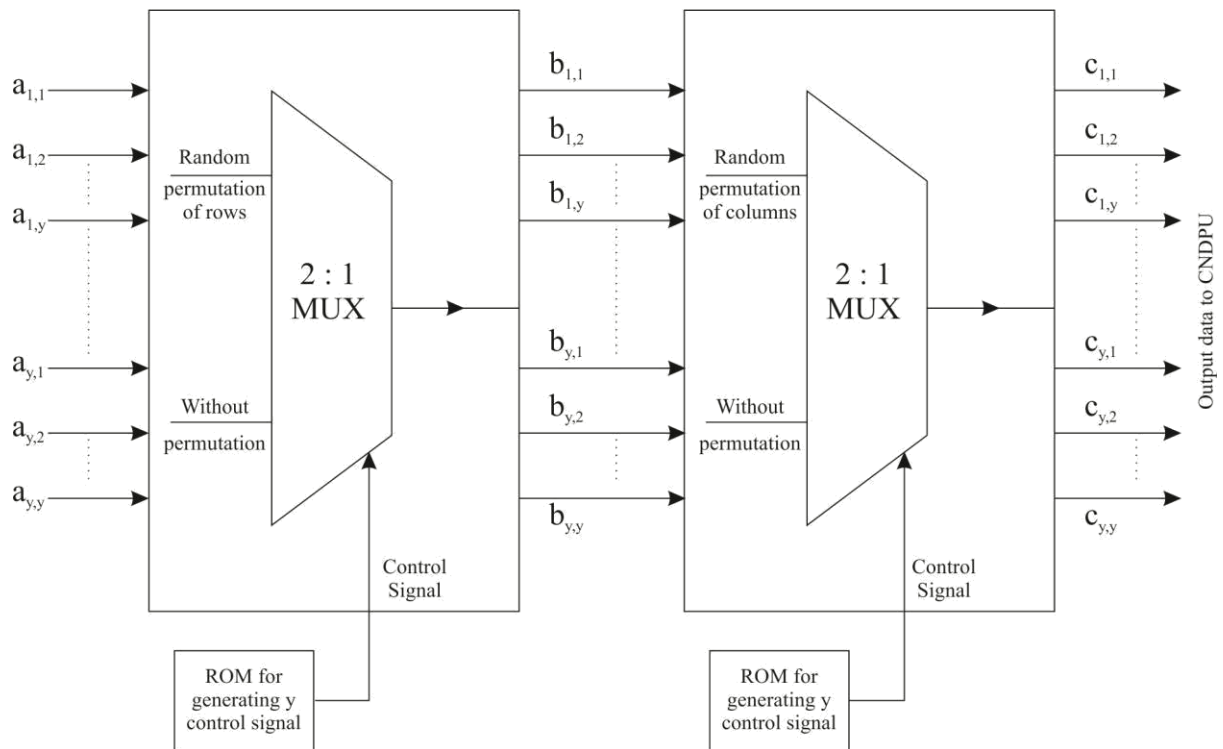 a1,1
a1,2
a1,y
ay,1
ay,2
ay,y
Random
permutation
of rows
Without
permutation
2 : 1
MUX
Control
Signal
ROM for
generating y
control signal
b1,1
b1,2
b1,y
by,1
by,2
by,y
Random
permutation
of columns
Without
permutation
2 : 1
MUX
Control
Signal
ROM for
generating y
control signal
c1,1
c1,2
c1,y
cy,1
cy,2
cy,y
Output data to CNDPU